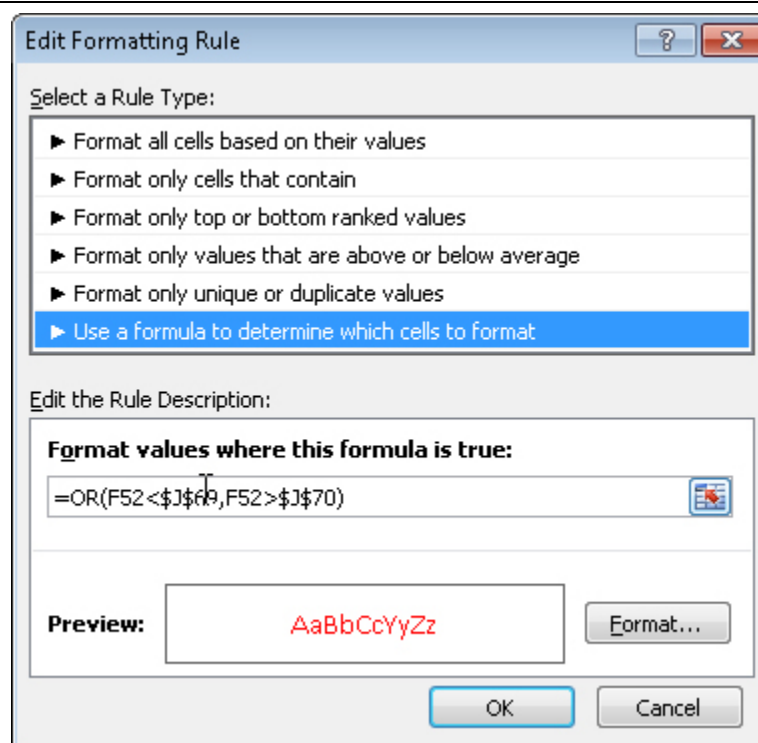 Edit Formatting Rule
Select a Rule Type:
► Format all cells based on their values
► Format only cells that contain
► Format only top or bottom ranked values
► Format only values that are above or below average
► Format only unique or duplicate values
► Use a formula to determine which cells to format
Edit the Rule Description:
Format values where this formula is true:
=OR(F52<$J$69,F52>$J$70)
Preview: AaBbCcYyZz Format...
OK Cancel